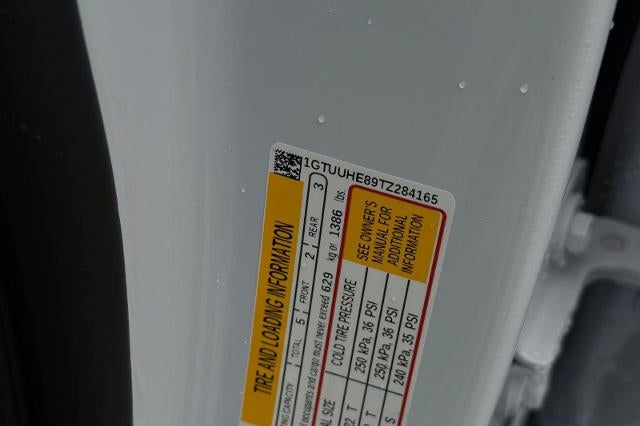 1GTUUHE89TZ284165
TIRE AND LOADING INFORMATION
CAPACITY TOTAL 5 FRONT 2 REAR 3
occupants and cargo must never exceed 629 kg or 1386 lbs.
SIZE COLD TIRE PRESSURE
T 250 kPa, 36 PSI
T 250 kPa, 36 PSI
S 240 kPa, 35 PSI
SEE OWNER'S
MANUAL FOR
ADDITIONAL
INFORMATION